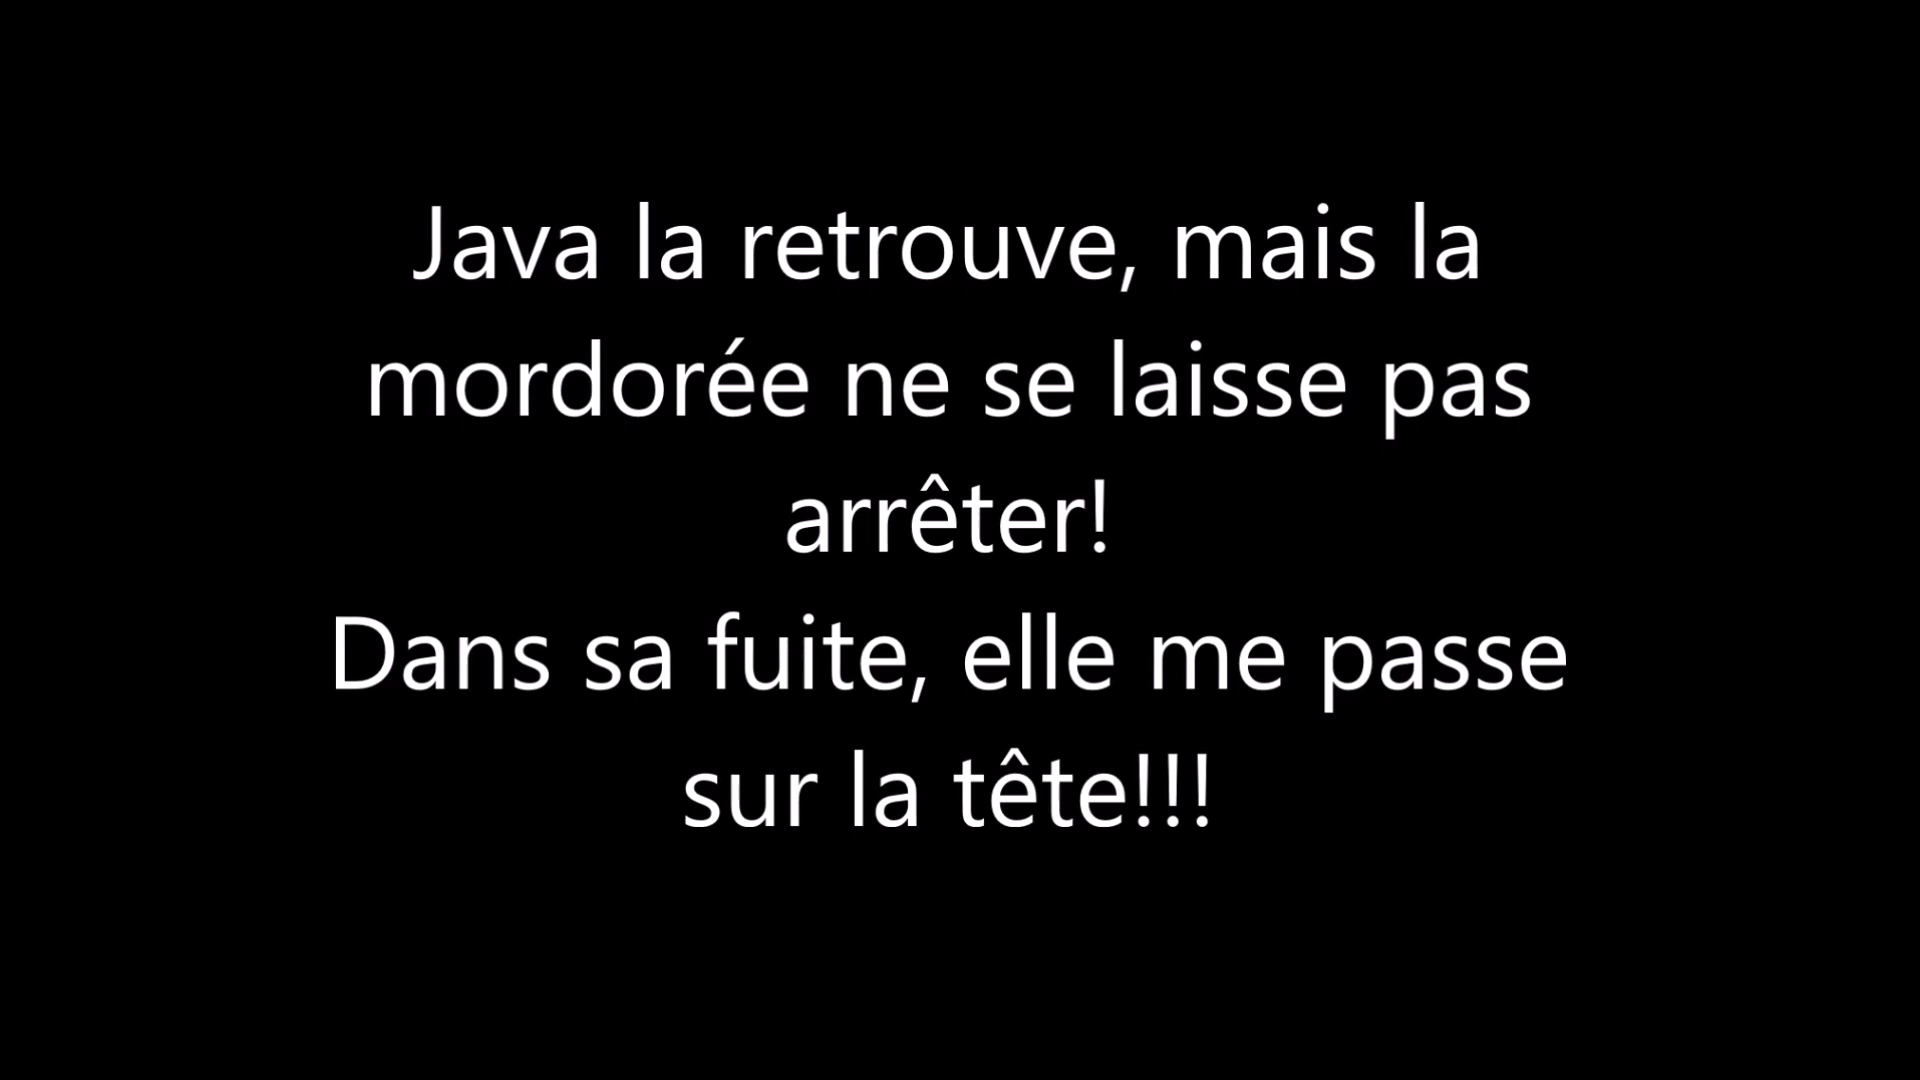 Java la retrouve, mais la
mordorée ne se laisse pas
arrêter!
Dans sa fuite, elle me passe
sur la tête!!!